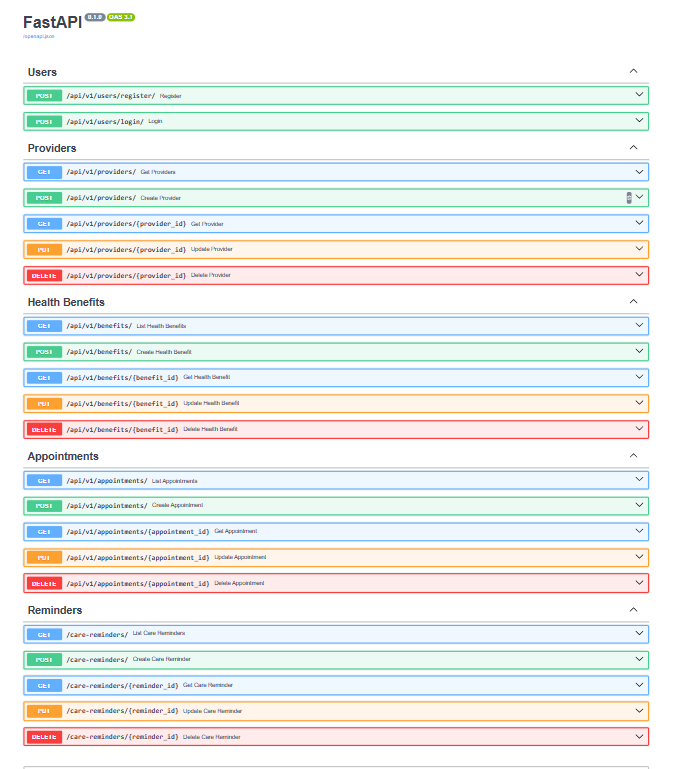 FastAPI 0.1.0 OAS 3.1
/openapi.json
Users
POST /api/v1/users/register/ Register
POST /api/v1/users/login/ Login
Providers
GET /api/v1/providers/ Get Providers
POST /api/v1/providers/ Create Provider
GET /api/v1/providers/{provider_id} Get Provider
PUT /api/v1/providers/{provider_id} Update Provider
DELETE /api/v1/providers/{provider_id} Delete Provider
Health Benefits
GET /api/v1/benefits/ List Health Benefits
POST /api/v1/benefits/ Create Health Benefit
GET /api/v1/benefits/{benefit_id} Get Health Benefit
PUT /api/v1/benefits/{benefit_id} Update Health Benefit
DELETE /api/v1/benefits/{benefit_id} Delete Health Benefit
Appointments
GET /api/v1/appointments/ List Appointments
POST /api/v1/appointments/ Create Appointment
GET /api/v1/appointments/{appointment_id} Get Appointment
PUT /api/v1/appointments/{appointment_id} Update Appointment
DELETE /api/v1/appointments/{appointment_id} Delete Appointment
Reminders
GET /care-reminders/ List Care Reminders
POST /care-reminders/ Create Care Reminder
GET /care-reminders/{reminder_id} Get Care Reminder
PUT /care-reminders/{reminder_id} Update Care Reminder
DELETE /care-reminders/{reminder_id} Delete Care Reminder